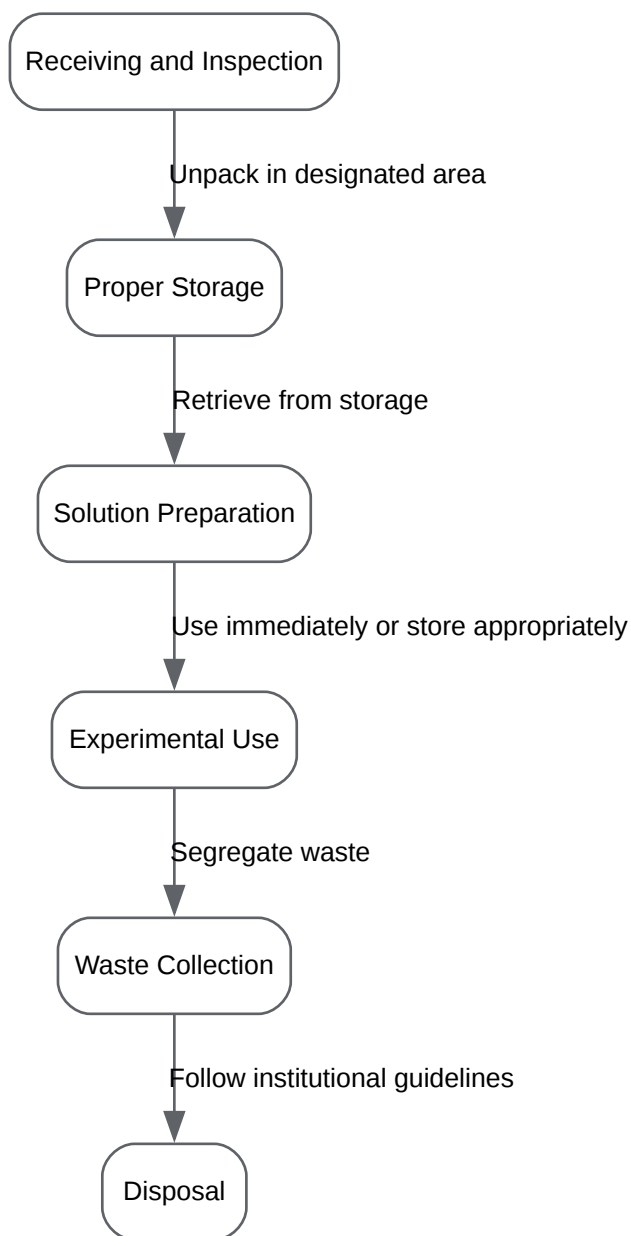 Receiving and Inspection
Unpack in designated area
Proper Storage
Retrieve from storage
Solution Preparation
Use immediately or store appropriately
Experimental Use
Segregate waste
Waste Collection
Follow institutional guidelines
Disposal